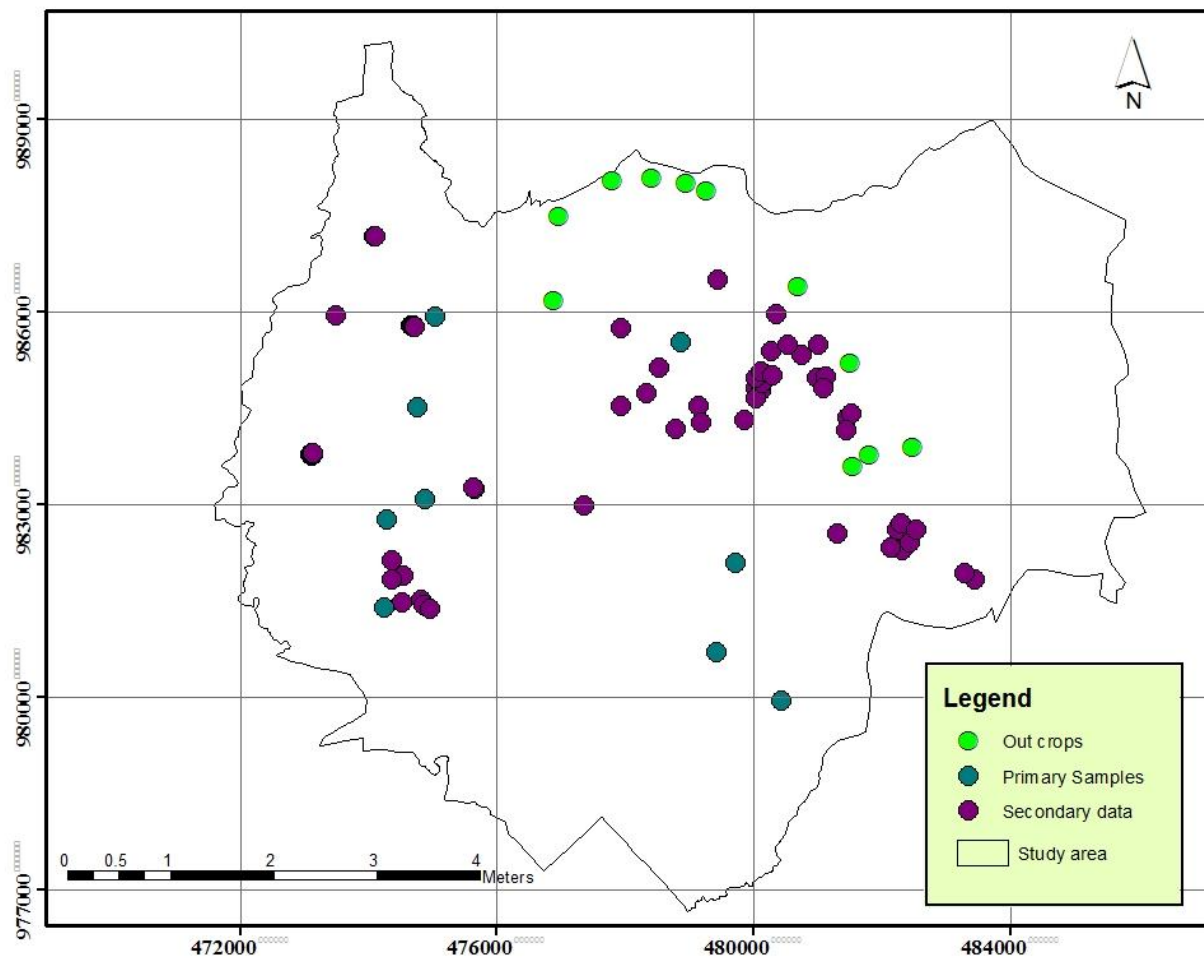 N
989000
986000
983000
980000
977000
Legend
Out crops
Primary Samples
Secondary data
Study area
0 0.5 1 2 3 4
Meters
472000 476000 480000 484000